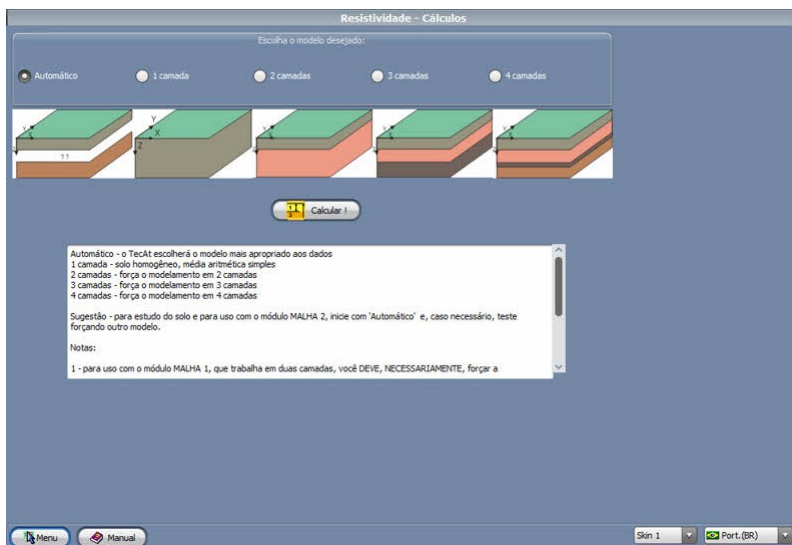 Resistividade - Cálculos
Escolha o modelo desejado:
Automático
1 camada
2 camadas
3 camadas
4 camadas
Y
X
Z
??
Calcular !
Automático - o TecAt escolherá o modelo mais apropriado aos dados
1 camada - solo homogêneo, média aritmética simples
2 camadas - força o modelamento em 2 camadas
3 camadas - força o modelamento em 3 camadas
4 camadas - força o modelamento em 4 camadas
Sugestão - para estudo do solo e para uso com o módulo MALHA 2, inicie com 'Automático' e, caso necessário, teste
forçando outro modelo.
Notas:
1 - para uso com o módulo MALHA 1, que trabalha em duas camadas, você DEVE, NECESSARIAMENTE, forçar a
Menu
Manual
Skin 1
Port.(BR)